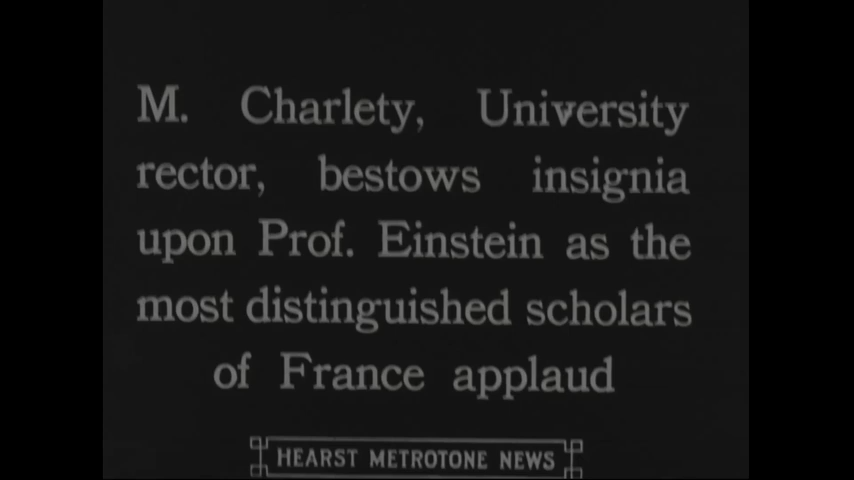 M. Charlety, University
rector, bestows insignia
upon Prof. Einstein as the
most distinguished scholars
of France applaud
HEARST METROTONE NEWS